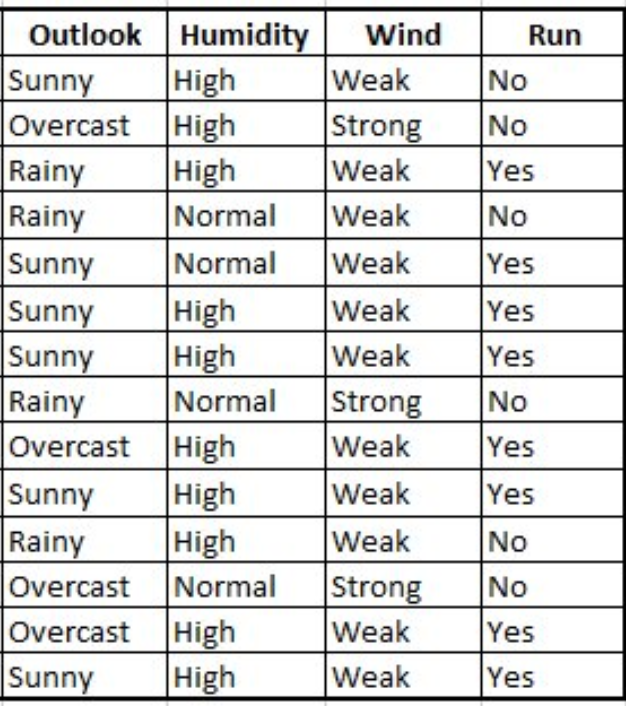 Outlook Humidity Wind Run
Sunny High Weak No
Overcast High Strong No
Rainy High Weak Yes
Rainy Normal Weak No
Sunny Normal Weak Yes
Sunny High Weak Yes
Sunny High Weak Yes
Rainy Normal Strong No
Overcast High Weak Yes
Sunny High Weak Yes
Rainy High Weak No
Overcast Normal Strong No
Overcast High Weak Yes
Sunny High Weak Yes